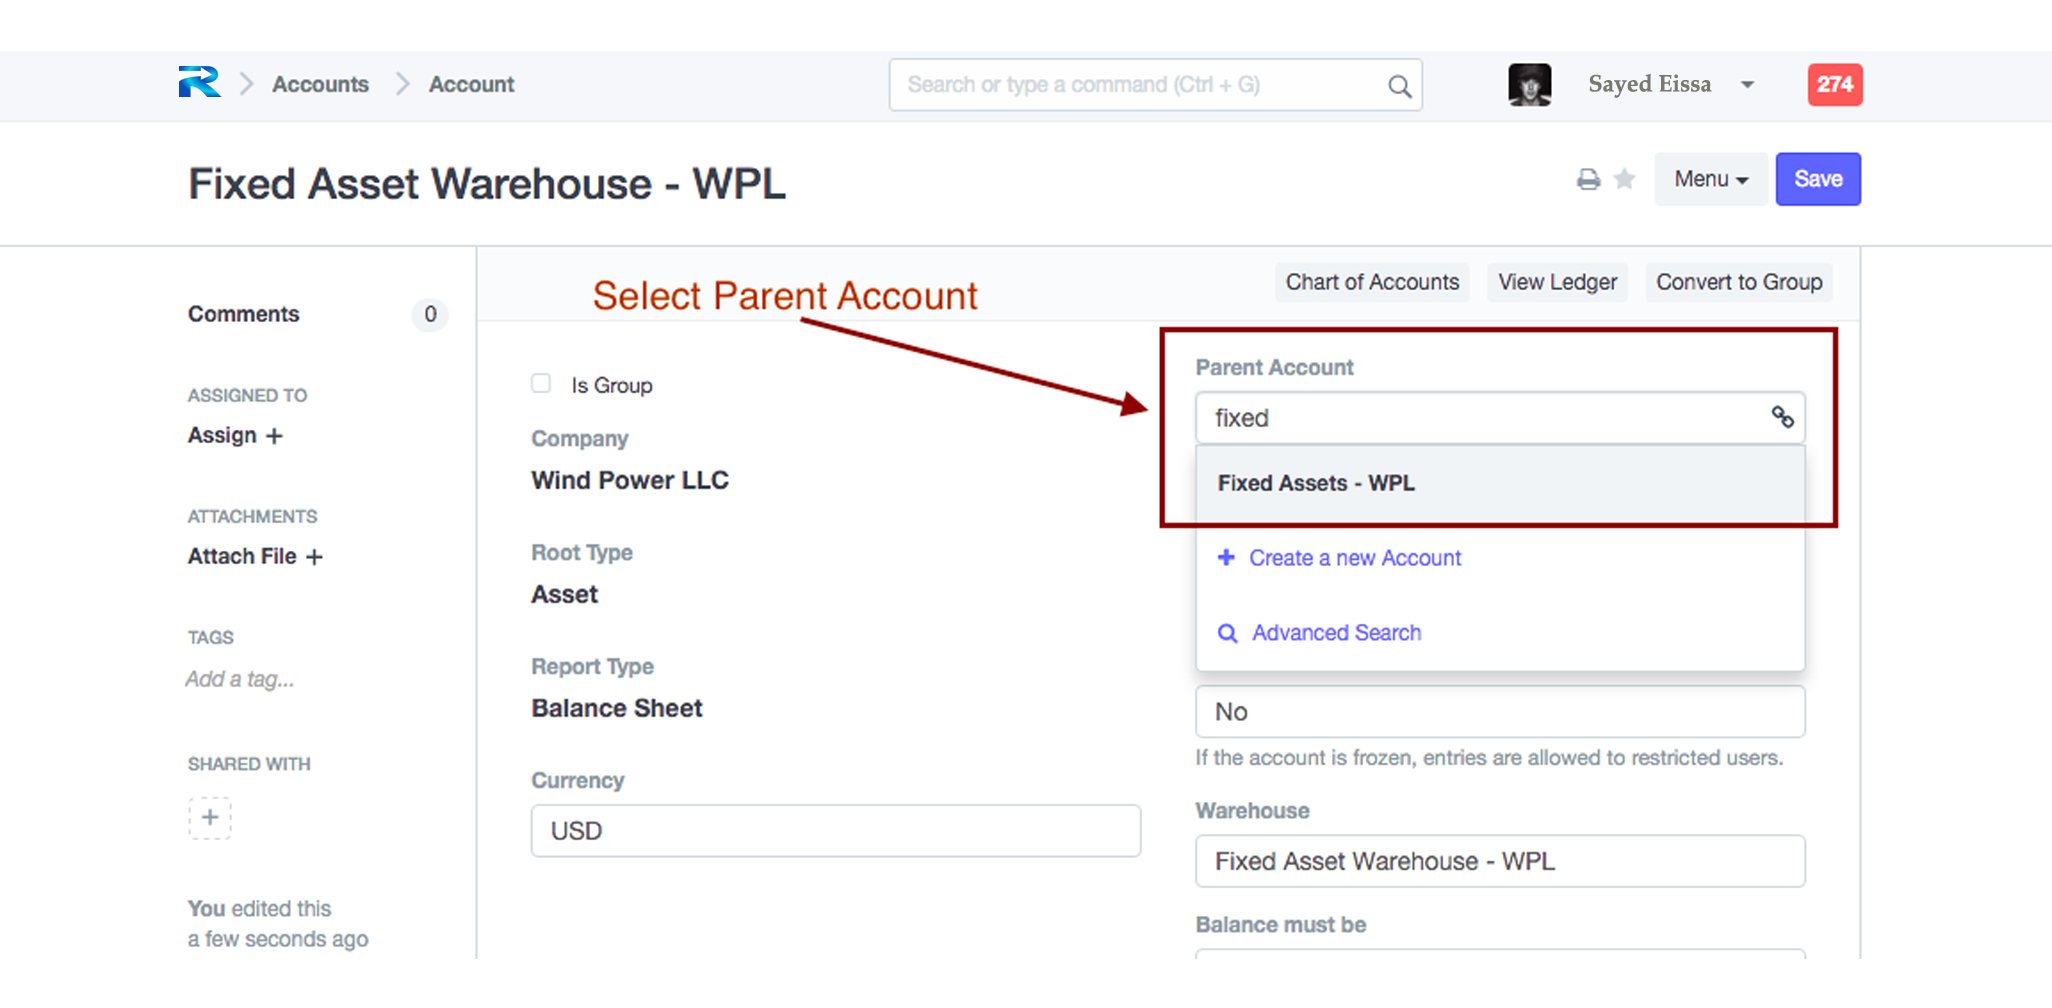 Accounts
Account
Search or type a command (Ctrl + G)
Sayed Eissa
274
Fixed Asset Warehouse - WPL
Menu
Save
Comments
0
ASSIGNED TO
Assign +
ATTACHMENTS
Attach File +
TAGS
Add a tag...
SHARED WITH
+
You edited this
a few seconds ago
Select Parent Account
Chart of Accounts
View Ledger
Convert to Group
Is Group
Company
Wind Power LLC
Root Type
Asset
Report Type
Balance Sheet
Currency
USD
Parent Account
fixed
Fixed Assets - WPL
+ Create a new Account
Advanced Search
No
If the account is frozen, entries are allowed to restricted users.
Warehouse
Fixed Asset Warehouse - WPL
Balance must be